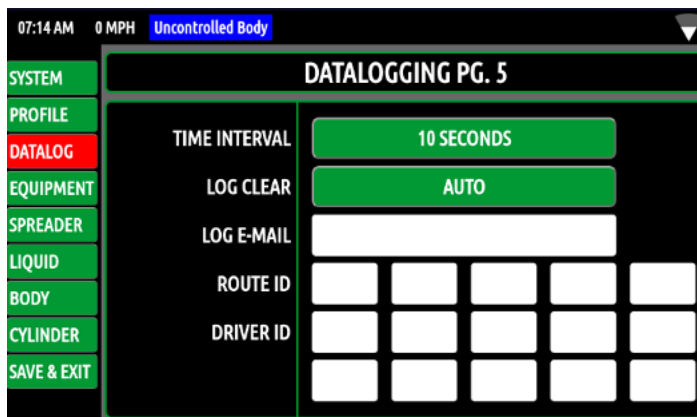 07:14 AM 0 MPH Uncontrolled Body
DATALOGGING PG. 5
SYSTEM
PROFILE
DATALOG
EQUIPMENT
SPREADER
LIQUID
BODY
CYLINDER
SAVE & EXIT
TIME INTERVAL 10 SECONDS
LOG CLEAR AUTO
LOG E-MAIL
ROUTE ID
DRIVER ID